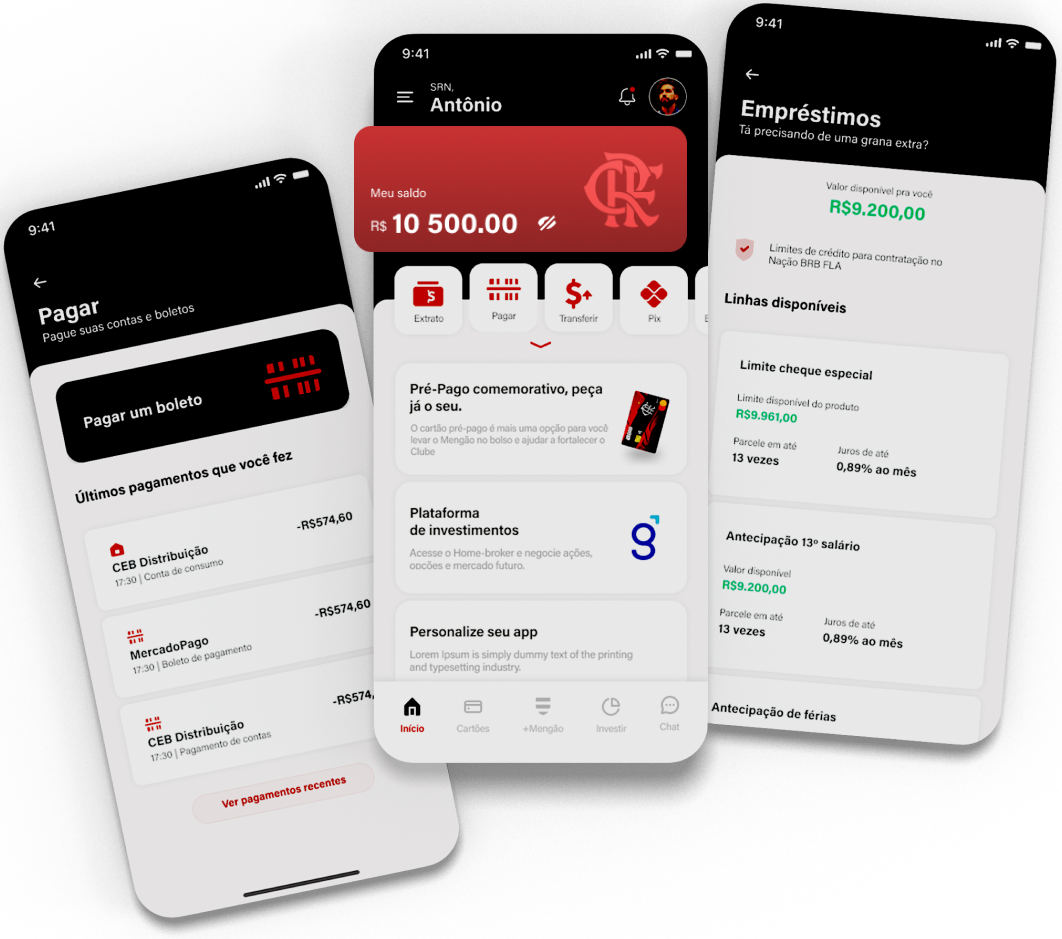 9:41
Pagar
Pague suas contas e boletos
Pagar um boleto
Últimos pagamentos que você fez
CEB Distribuição
17:30 | Conta de consumo
-R$574,60
MercadoPago
17:30 | Boleto de pagamento
-R$574,60
CEB Distribuição
17:30 | Pagamento de contas
-R$574,
Ver pagamentos recentes
9:41
SRN,
Antônio
Meu saldo
R$ 10 500.00
CRF
Extrato
Pagar
Transferir
Pix
E
Pré-Pago comemorativo, peça
já o seu.
O cartão pré-pago é mais uma opção para você
levar o Mengão no bolso e ajudar a fortalecer o
Clube
Plataforma
de investimentos
Acesse o Home-broker e negocie ações,
opções e mercado futuro.
Personalize seu app
Lorem Ipsum is simply dummy text of the printing
and typesetting industry.
Início
Cartões
+Mengão
Investir
Chat
9:41
Empréstimos
Tá precisando de uma grana extra?
Valor disponível pra você
R$9.200,00
Limites de crédito para contratação no
Nação BRB FLA
Linhas disponíveis
Limite cheque especial
Limite disponível do produto
R$9.961,00
Parcele em até
13 vezes
Juros de até
0,89% ao mês
Antecipação 13º salário
Valor disponível
R$9.200,00
Parcele em até
13 vezes
Juros de até
0,89% ao mês
Antecipação de férias